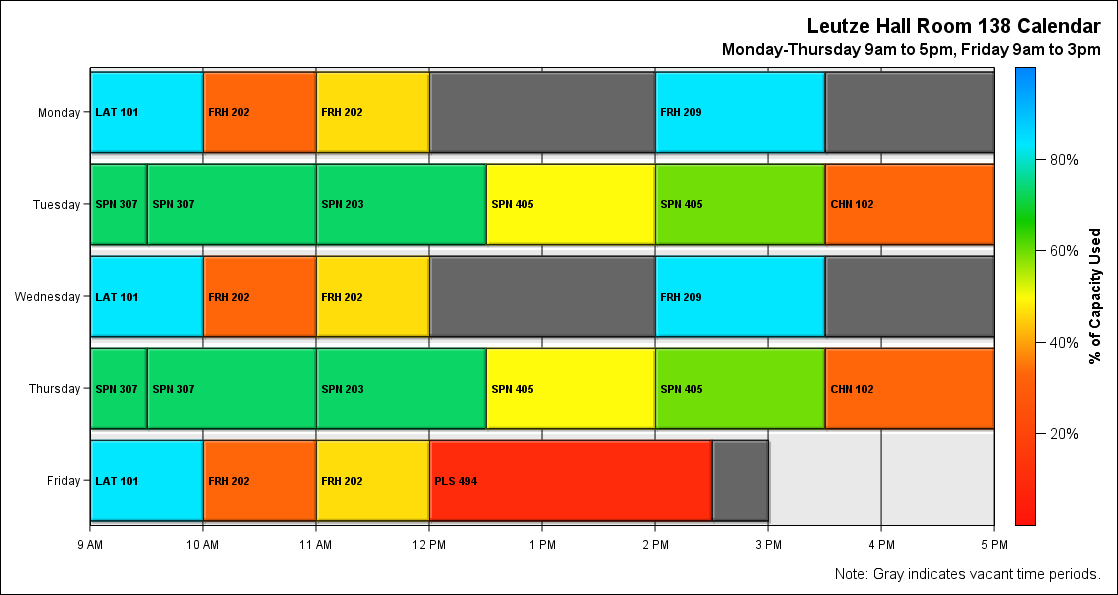 Leutze Hall Room 138 Calendar
Monday-Thursday 9am to 5pm, Friday 9am to 3pm
Monday
LAT 101
FRH 202
FRH 202
FRH 209
Tuesday
SPN 307
SPN 307
SPN 203
SPN 405
SPN 405
CHN 102
Wednesday
LAT 101
FRH 202
FRH 202
FRH 209
Thursday
SPN 307
SPN 307
SPN 203
SPN 405
SPN 405
CHN 102
Friday
LAT 101
FRH 202
FRH 202
PLS 494
9 AM
10 AM
11 AM
12 PM
1 PM
2 PM
3 PM
4 PM
5 PM
80%
60%
40%
20%
% of Capacity Used
Note: Gray indicates vacant time periods.